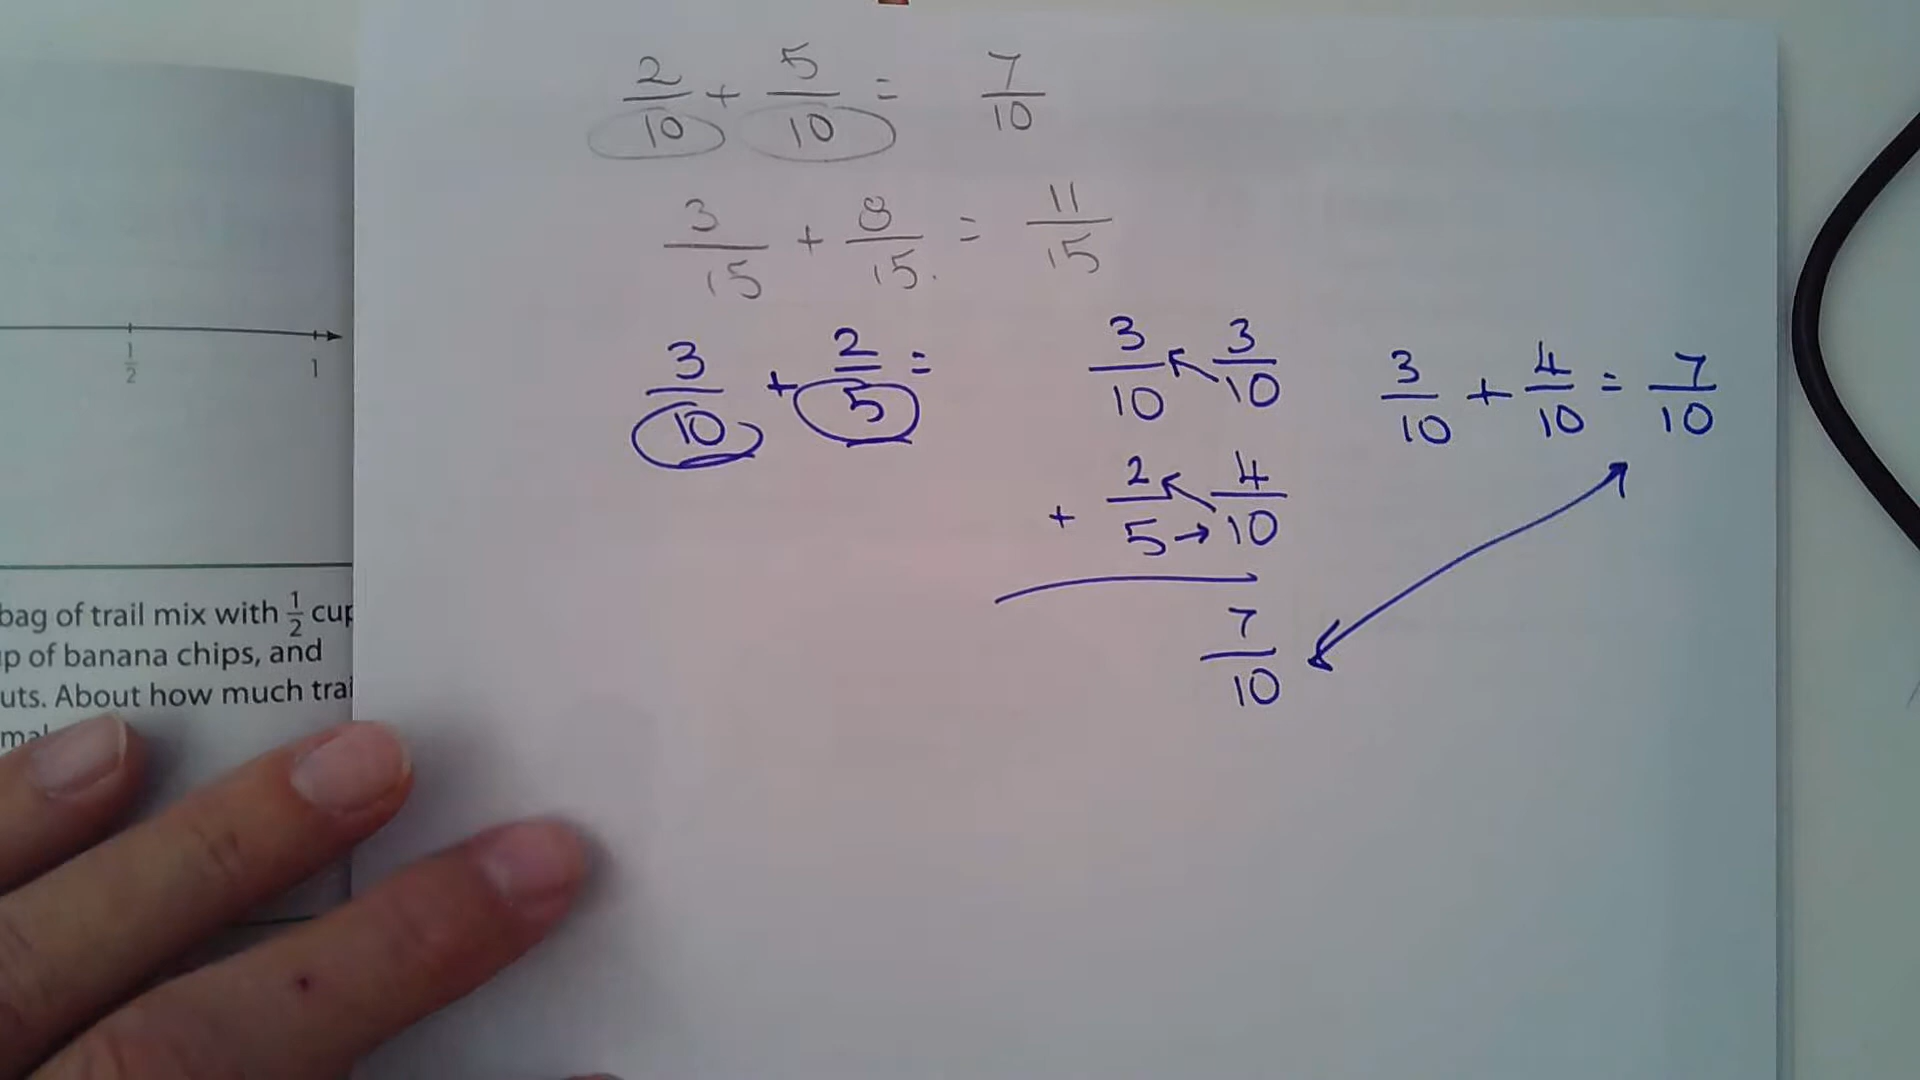 2/10 + 5/10 = 7/10
3/15 + 8/15 = 11/15
3/10 + 2/5 =
3/10 3/10
+ 2/5 → 4/10
7/10
3/10 + 4/10 = 7/10
1/2 1
bag of trail mix with 1/2 cup
p of banana chips, and
uts. About how much trai